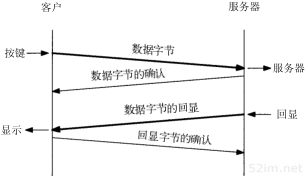 客户
服务器
按键
数据字节
服务器
数据字节的确认
数据字节的回显
回显
显示
回显字节的确认
52im.net